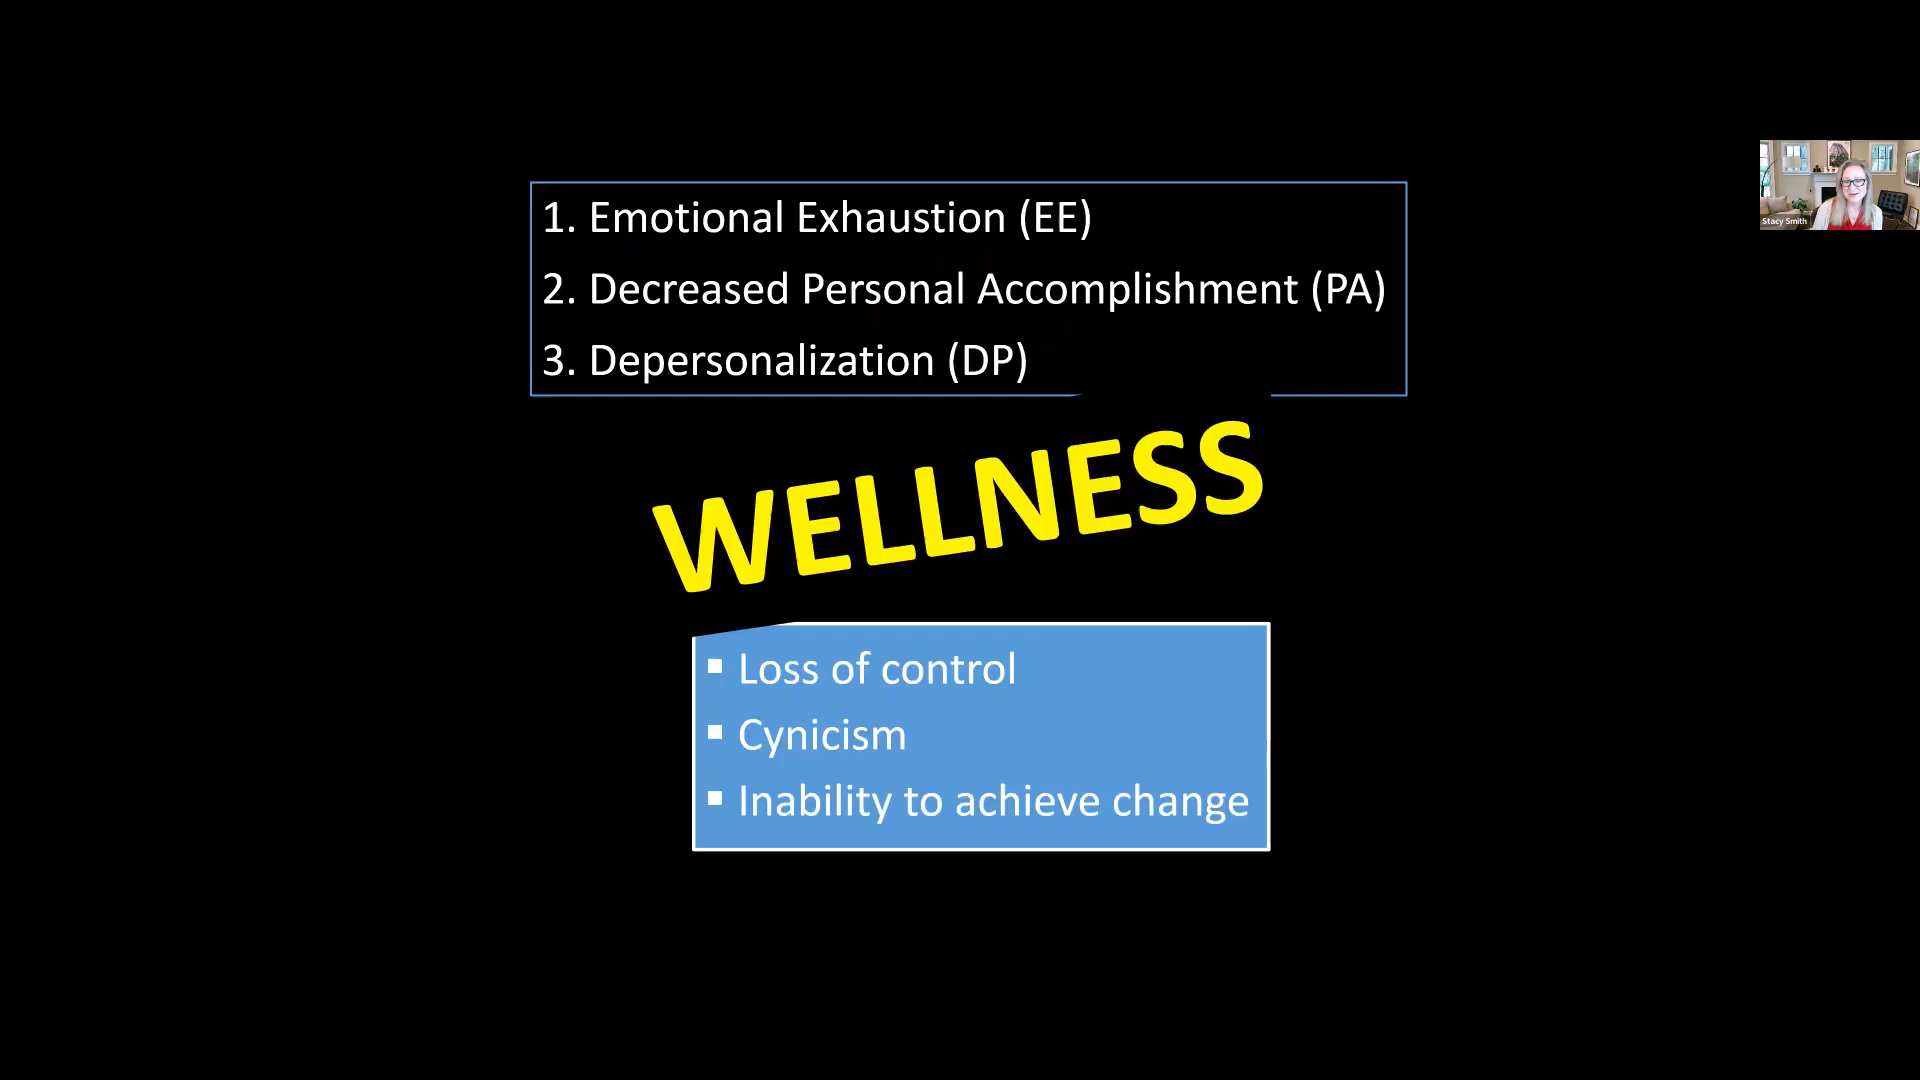 1. Emotional Exhaustion (EE)
2. Decreased Personal Accomplishment (PA)
3. Depersonalization (DP)
WELLNESS
▪ Loss of control
▪ Cynicism
▪ Inability to achieve change
Stacy Smith